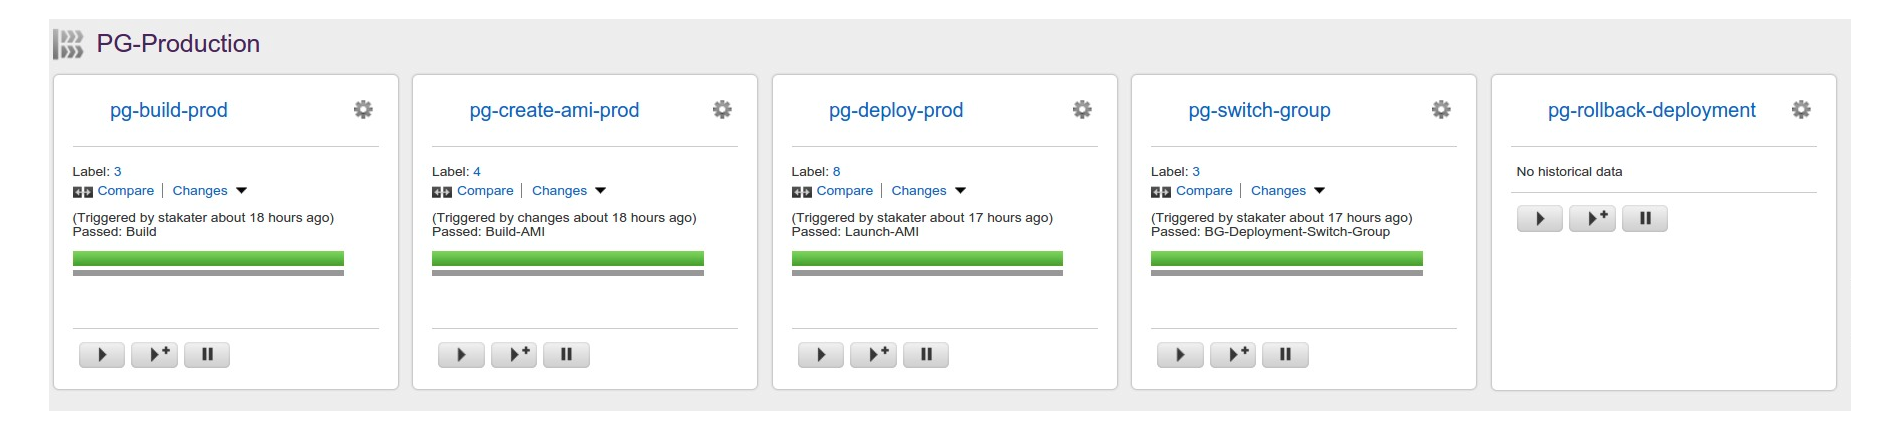 PG-Production
pg-build-prod
Label: 3
Compare Changes
(Triggered by stakater about 18 hours ago)
Passed: Build
pg-create-ami-prod
Label: 4
Compare Changes
(Triggered by changes about 18 hours ago)
Passed: Build-AMI
pg-deploy-prod
Label: 8
Compare Changes
(Triggered by stakater about 17 hours ago)
Passed: Launch-AMI
pg-switch-group
Label: 3
Compare Changes
(Triggered by stakater about 17 hours ago)
Passed: BG-Deployment-Switch-Group
pg-rollback-deployment
No historical data